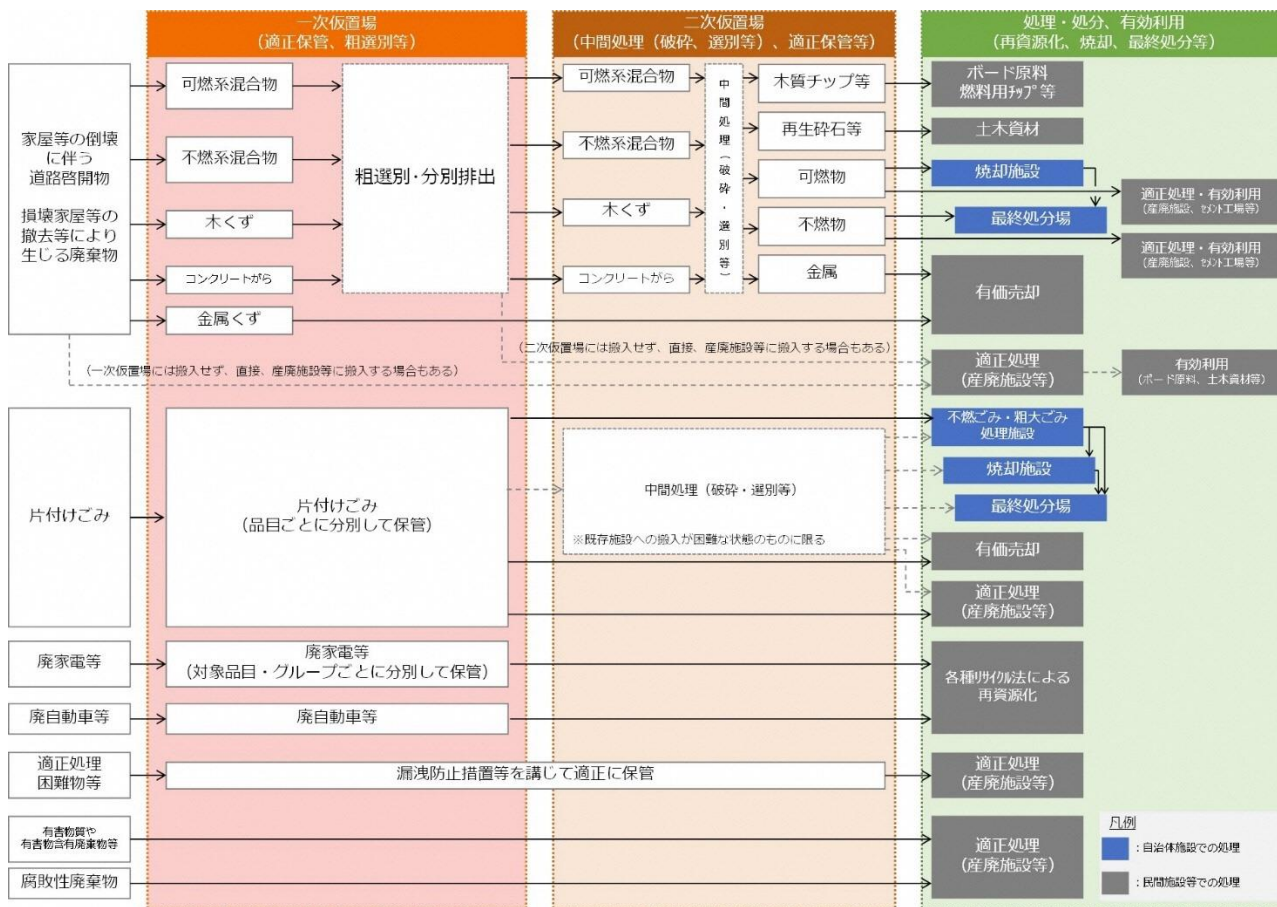 一次仮置場
(適正保管、粗選別等)
二次仮置場
(中間処理(破砕、選別等)、適正保管等)
処理・処分、有効利用
(再資源化、焼却、最終処分等)
家屋等の倒壊
に伴う
道路啓開物
損壊家屋等の
撤去等により
生じる廃棄物
可燃系混合物
不燃系混合物
木くず
コンクリートがら
金属くず
粗選別・分別排出
可燃系混合物
不燃系混合物
木くず
コンクリートがら
中間処理(破砕・選別等)
木質チップ等
再生砕石等
可燃物
不燃物
金属
ボード原料
燃料用ﾁｯﾌﾟ等
土木資材
焼却施設
最終処分場
適正処理・有効利用
(産廃施設、ｾﾒﾝﾄ工場等)
適正処理・有効利用
(産廃施設、ｾﾒﾝﾄ工場等)
有価売却
(二次仮置場には搬入せず、直接、産廃施設等に搬入する場合もある)
(一次仮置場には搬入せず、直接、産廃施設等に搬入する場合もある)
適正処理
(産廃施設等)
有効利用
(ボード原料、土木資材等)
片付けごみ
片付けごみ
(品目ごとに分別して保管)
中間処理(破砕・選別等)
※既存施設への搬入が困難な状態のものに限る
不燃ごみ・粗大ごみ
処理施設
焼却施設
最終処分場
有価売却
適正処理
(産廃施設等)
廃家電等
廃家電等
(対象品目・グループごとに分別して保管)
各種ﾘｻｲｸﾙ法による
再資源化
廃自動車等
廃自動車等
適正処理
困難物等
漏洩防止措置等を講じて適正に保管
適正処理
(産廃施設等)
有害物質や
有害物含有廃棄物等
腐敗性廃棄物
適正処理
(産廃施設等)
凡例
:自治体施設での処理
:民間施設等での処理